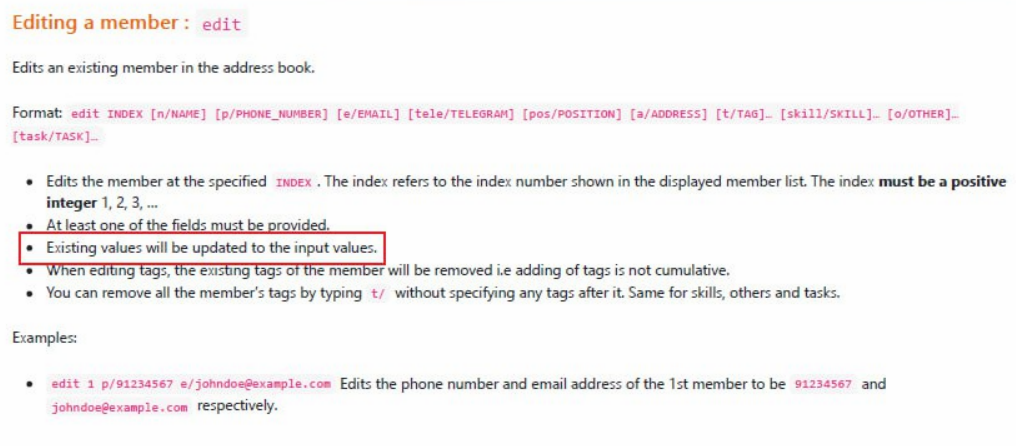 Editing a member : edit
Edits an existing member in the address book.
Format: edit INDEX [n/NAME] [p/PHONE_NUMBER] [e/EMAIL] [tele/TELEGRAM] [pos/POSITION] [a/ADDRESS] [t/TAG]… [skill/SKILL]… [o/OTHER]…
[task/TASK]…
• Edits the member at the specified INDEX . The index refers to the index number shown in the displayed member list. The index must be a positive
integer 1, 2, 3, ...
• At least one of the fields must be provided.
• Existing values will be updated to the input values.
• When editing tags, the existing tags of the member will be removed i.e adding of tags is not cumulative.
• You can remove all the member's tags by typing t/ without specifying any tags after it. Same for skills, others and tasks.
Examples:
• edit 1 p/91234567 e/johndoe@example.com Edits the phone number and email address of the 1st member to be 91234567 and
johndoe@example.com respectively.